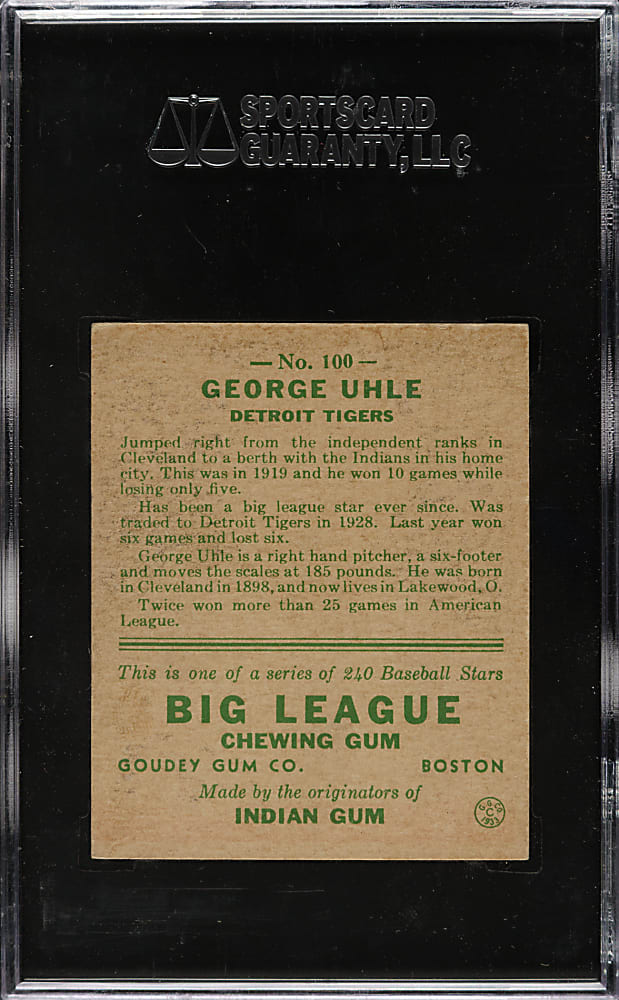 SPORTSCARD
GUARANTY, LLC
— No. 100 —
GEORGE UHLE
DETROIT TIGERS
Jumped right from the independent ranks in
Cleveland to a berth with the Indians in his home
city. This was in 1919 and he won 10 games while
losing only five.
Has been a big league star ever since. Was
traded to Detroit Tigers in 1928. Last year won
six games and lost six.
George Uhle is a right hand pitcher, a six-footer
and moves the scales at 185 pounds. He was born
in Cleveland in 1898, and now lives in Lakewood, O.
Twice won more than 25 games in American
League.
This is one of a series of 240 Baseball Stars
BIG LEAGUE
CHEWING GUM
GOUDEY GUM CO. BOSTON
Made by the originators of
INDIAN GUM
G. G. CO.
C
1933